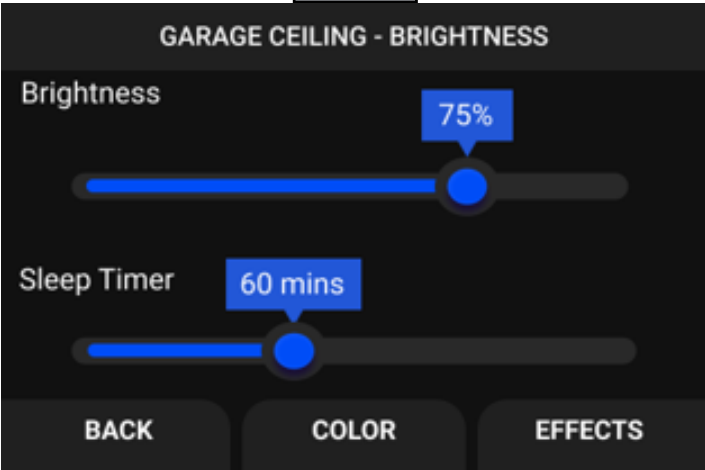 GARAGE CEILING - BRIGHTNESS
Brightness
75%
Sleep Timer
60 mins
BACK
COLOR
EFFECTS